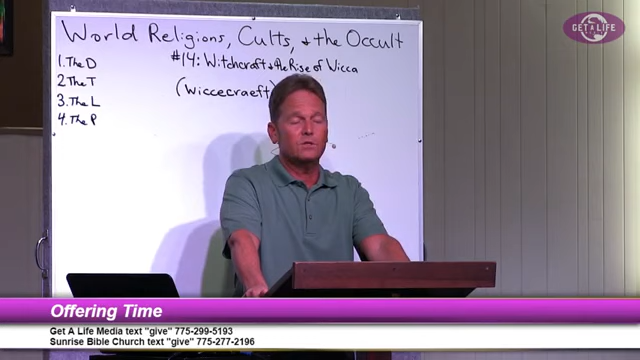 GET A LIFE
World Religions, Cults, & the Occult
#14: Witchcraft & the Rise of Wicca
(wiccecraeft)
1. The D
2. The T
3. The L
4. The P
Offering Time
Get A Life Media text "give" 775-299-5193
Sunrise Bible Church text "give" 775-277-2196